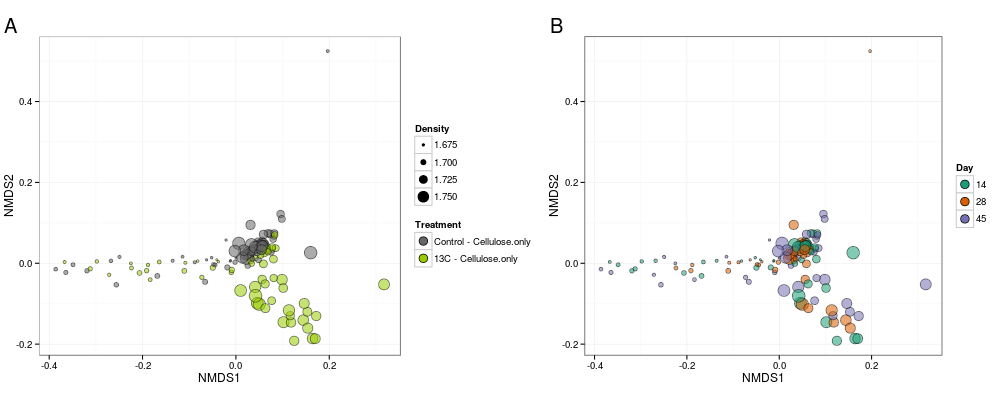 A
NMDS2
0.4
0.2
0.0
-0.2
-0.4
-0.2
0.0
0.2
NMDS1
Density
1.675
1.700
1.725
1.750
Treatment
Control - Cellulose.only
13C - Cellulose.only
B
NMDS2
0.4
0.2
0.0
-0.2
-0.4
-0.2
0.0
0.2
NMDS1
Day
14
28
45